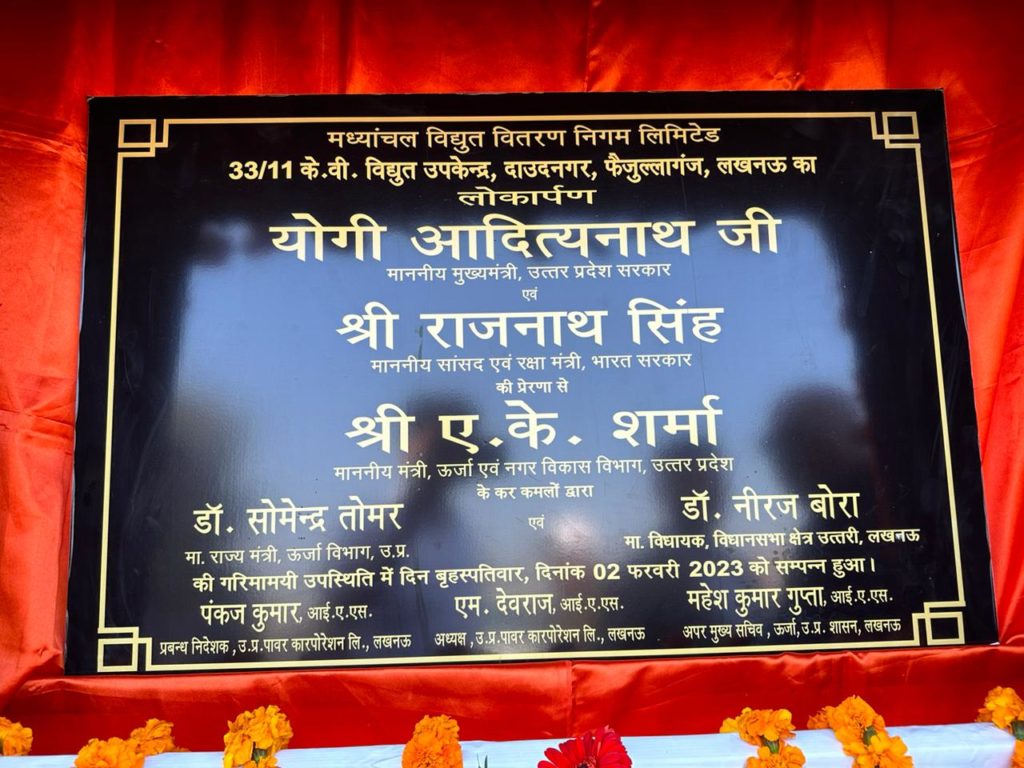 मध्यांचल विद्युत वितरण निगम लिमिटेड
33/11 के.वी. विद्युत उपकेन्द्र, दाउदनगर, फैजुल्लागंज, लखनऊ का
लोकार्पण
योगी आदित्यनाथ जी
माननीय मुख्यमंत्री, उत्तर प्रदेश सरकार
एवं
श्री राजनाथ सिंह
माननीय सांसद एवं रक्षा मंत्री, भारत सरकार
की प्रेरणा से
श्री ए.के. शर्मा
माननीय मंत्री, ऊर्जा एवं नगर विकास विभाग, उत्तर प्रदेश
के कर कमलों द्वारा
डॉ. सोमेन्द्र तोमर एवं डॉ. नीरज बोरा
मा. राज्य मंत्री, ऊर्जा विभाग, उ.प्र. मा. विधायक, विधानसभा क्षेत्र उत्तरी, लखनऊ
की गरिमामयी उपस्थिति में दिन बृहस्पतिवार, दिनांक 02 फरवरी 2023 को सम्पन्न हुआ।
पंकज कुमार, आई.ए.एस. एम. देवराज, आई.ए.एस. महेश कुमार गुप्ता, आई.ए.एस.
प्रबन्ध निदेशक, उ.प्र.पावर कारपोरेशन लि., लखनऊ अध्यक्ष, उ.प्र.पावर कारपोरेशन लि., लखनऊ अपर मुख्य सचिव, ऊर्जा, उ.प्र. शासन, लखनऊ